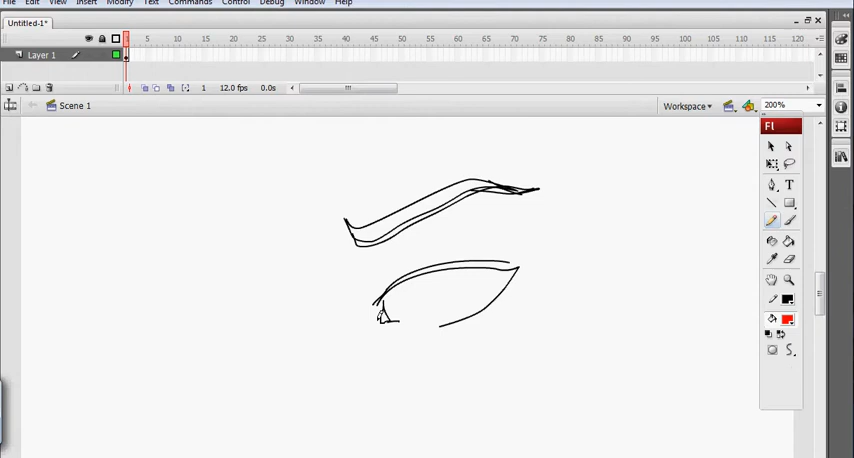 File Edit View Insert Modify Text Commands Control Debug Window Help
Untitled-1*
1 5 10 15 20 25 30 35 40 45 50 55 60 65 70 75 80 85 90 95 100 105 110 115 120
Layer 1
1 12.0 fps 0.0s
Scene 1 Workspace 200%
Fl
T